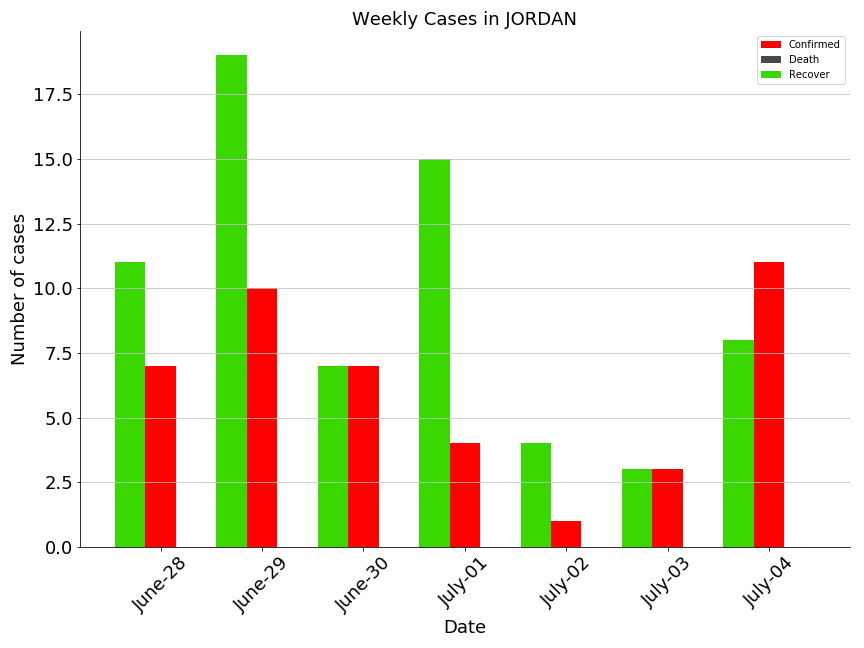 Weekly Cases in JORDAN
Confirmed
Death
Recover
Number of cases
17.5
15.0
12.5
10.0
7.5
5.0
2.5
0.0
June-28
June-29
June-30
July-01
July-02
July-03
July-04
Date